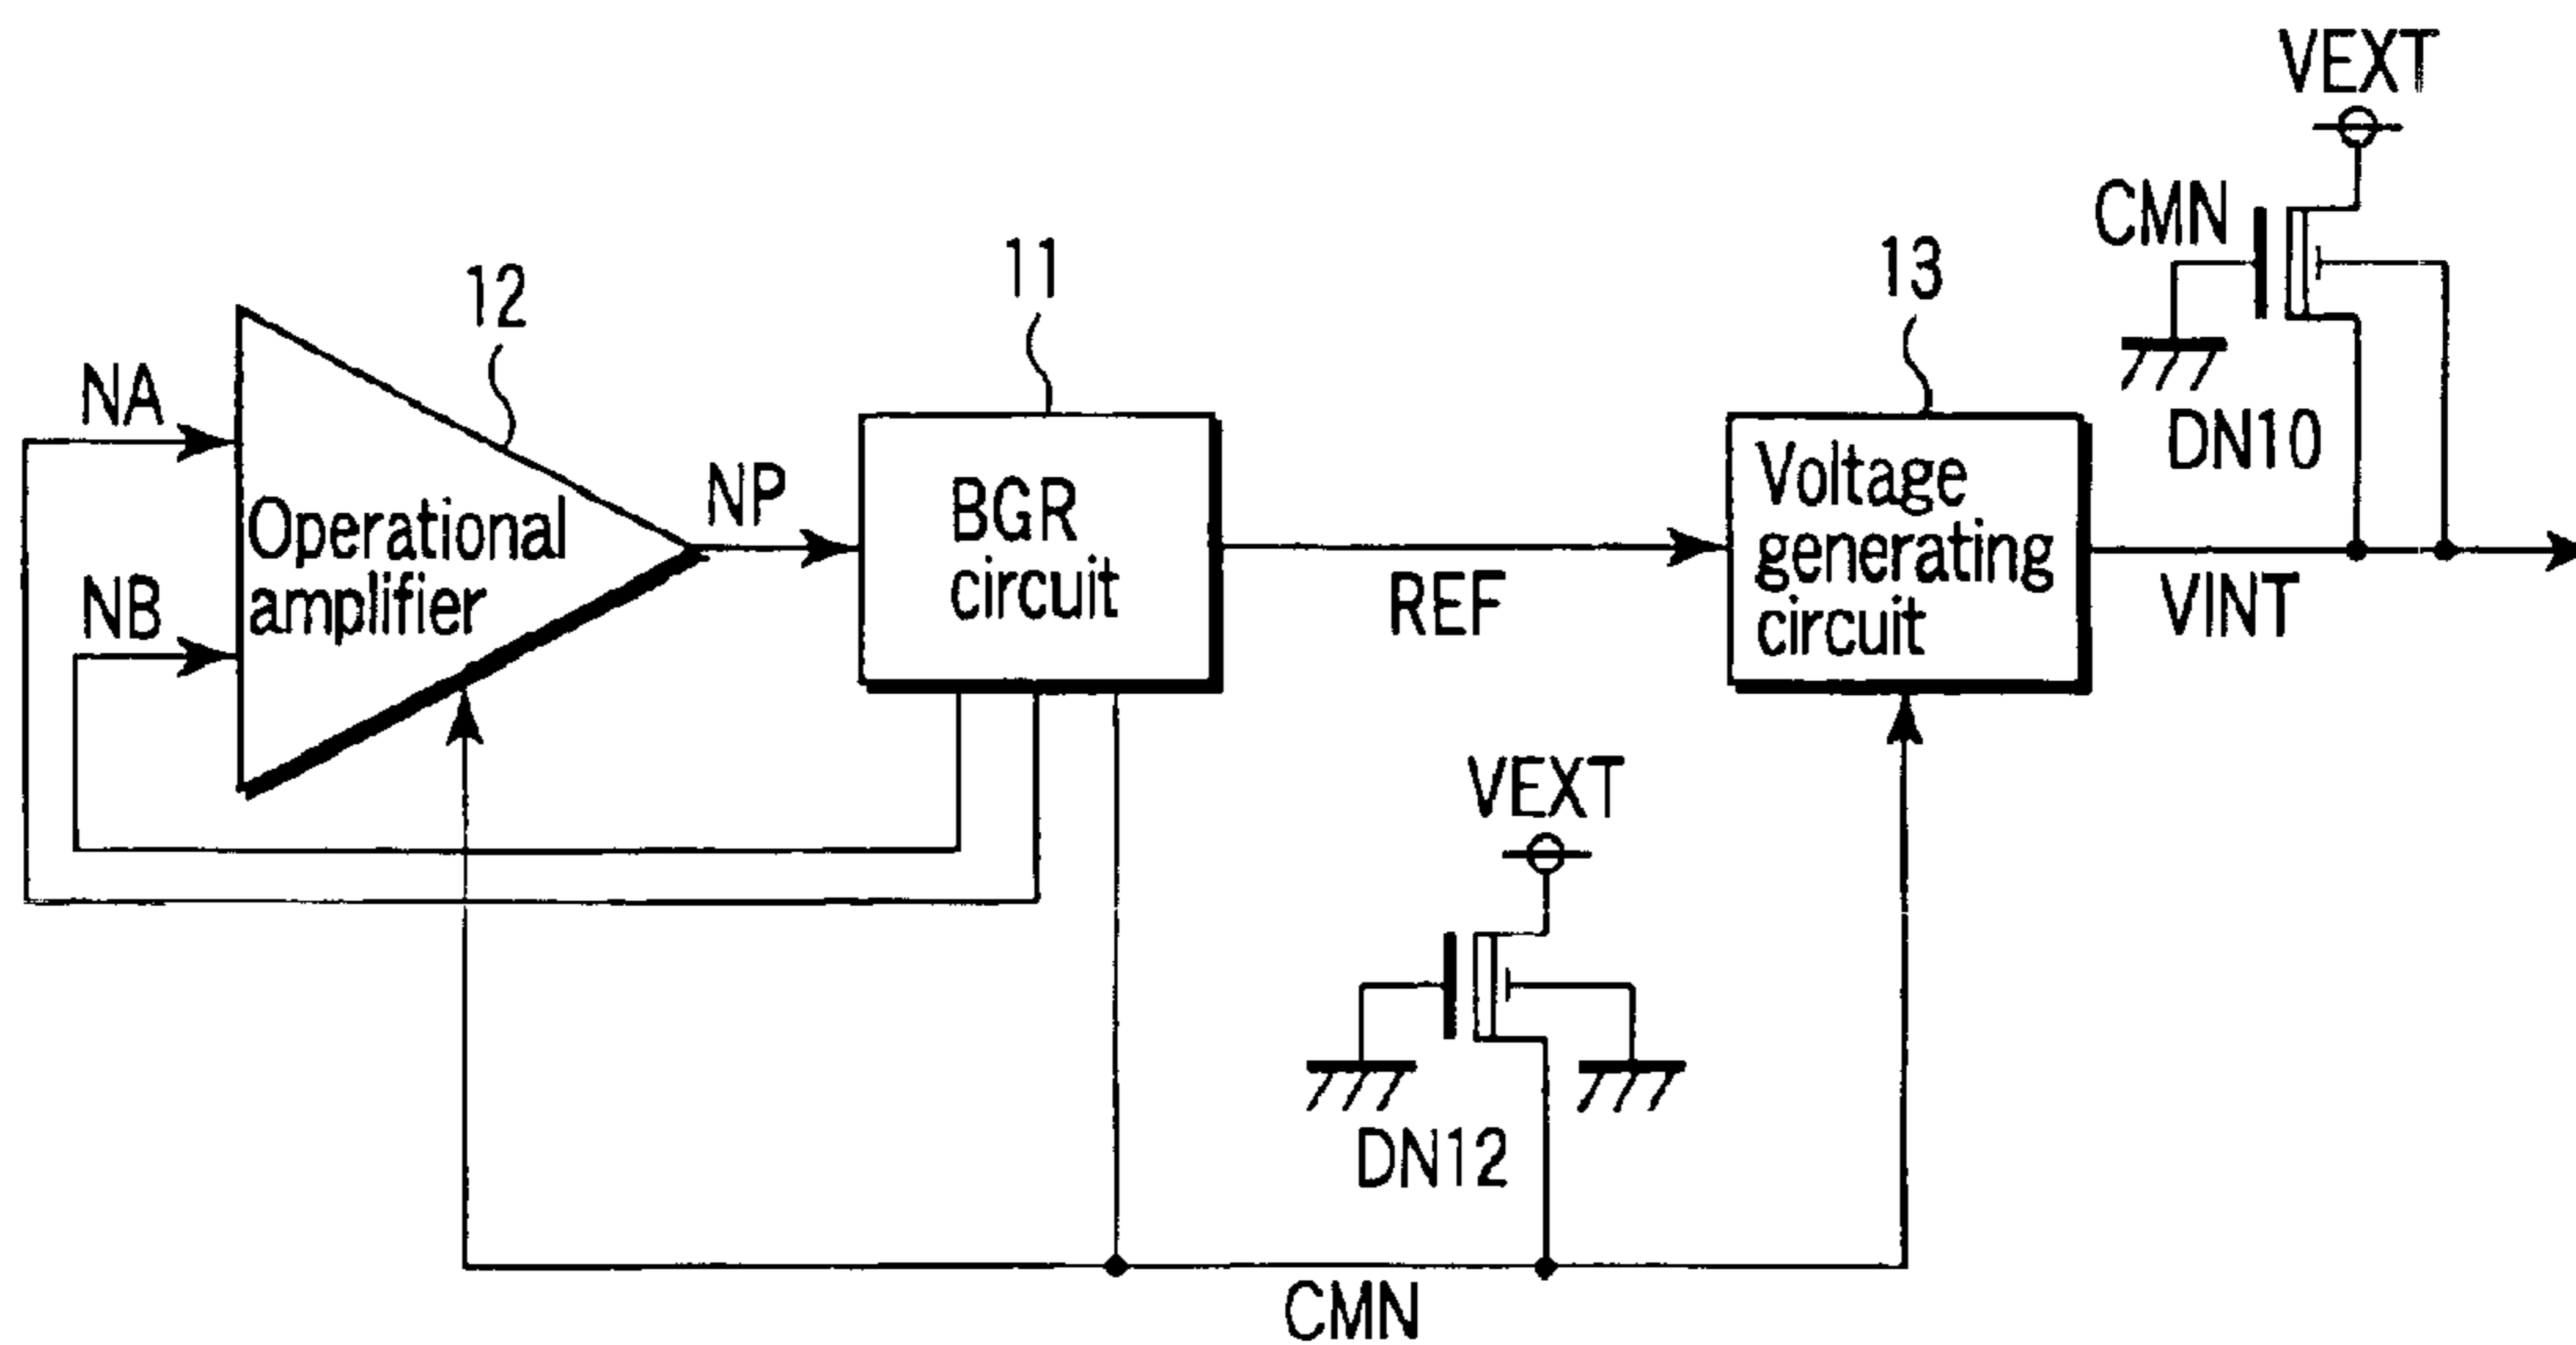 VEXT
CMN
12
11
13
NA
DN10
NP
Operational
amplifier
BGR
circuit
Voltage
generating
circuit
NB
REF
VINT
VEXT
DN12
CMN